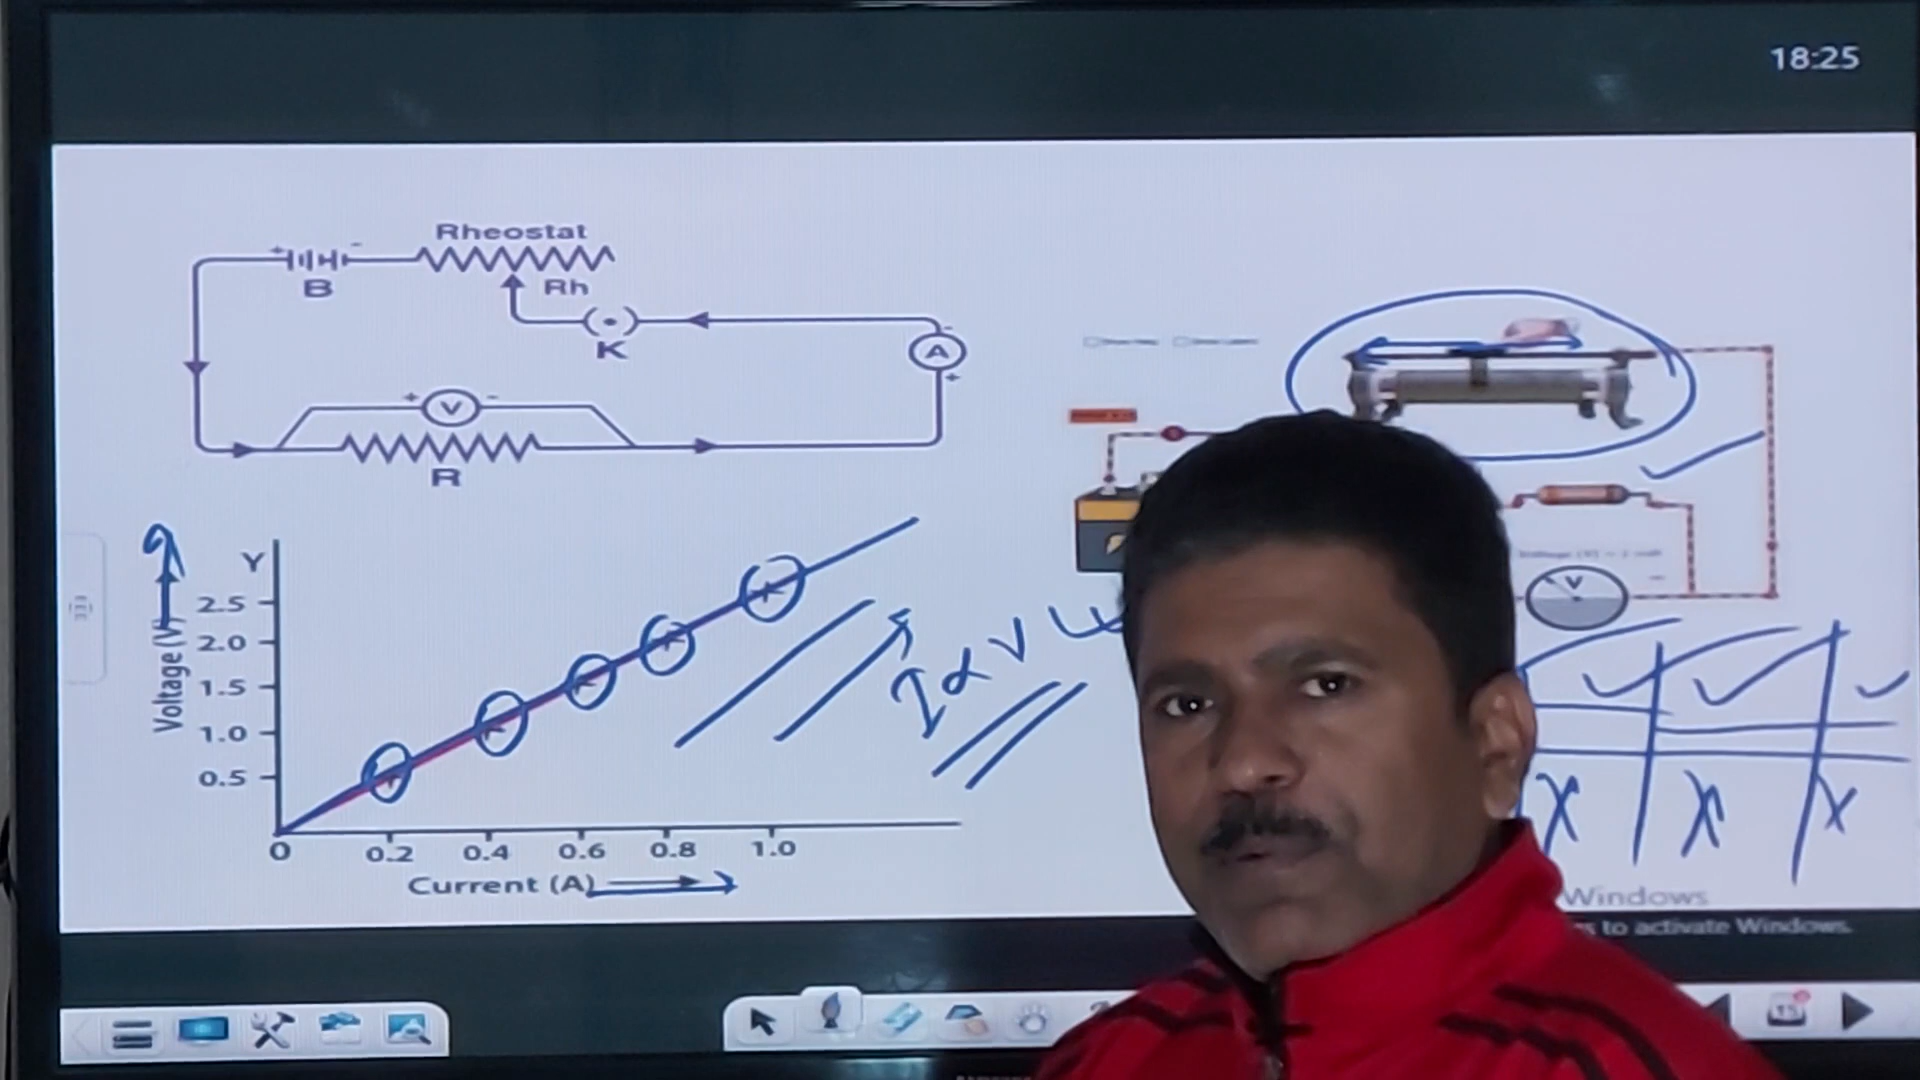 18:25
Rheostat
+ -
B
Rh
K
-
A
+
+ V -
R
Y
2.5
2.0
1.5
1.0
0.5
Voltage (V)
O 0.2 0.4 0.6 0.8 1.0
Current (A)
I α V
V
X X X
Windows
to activate Windows.
15